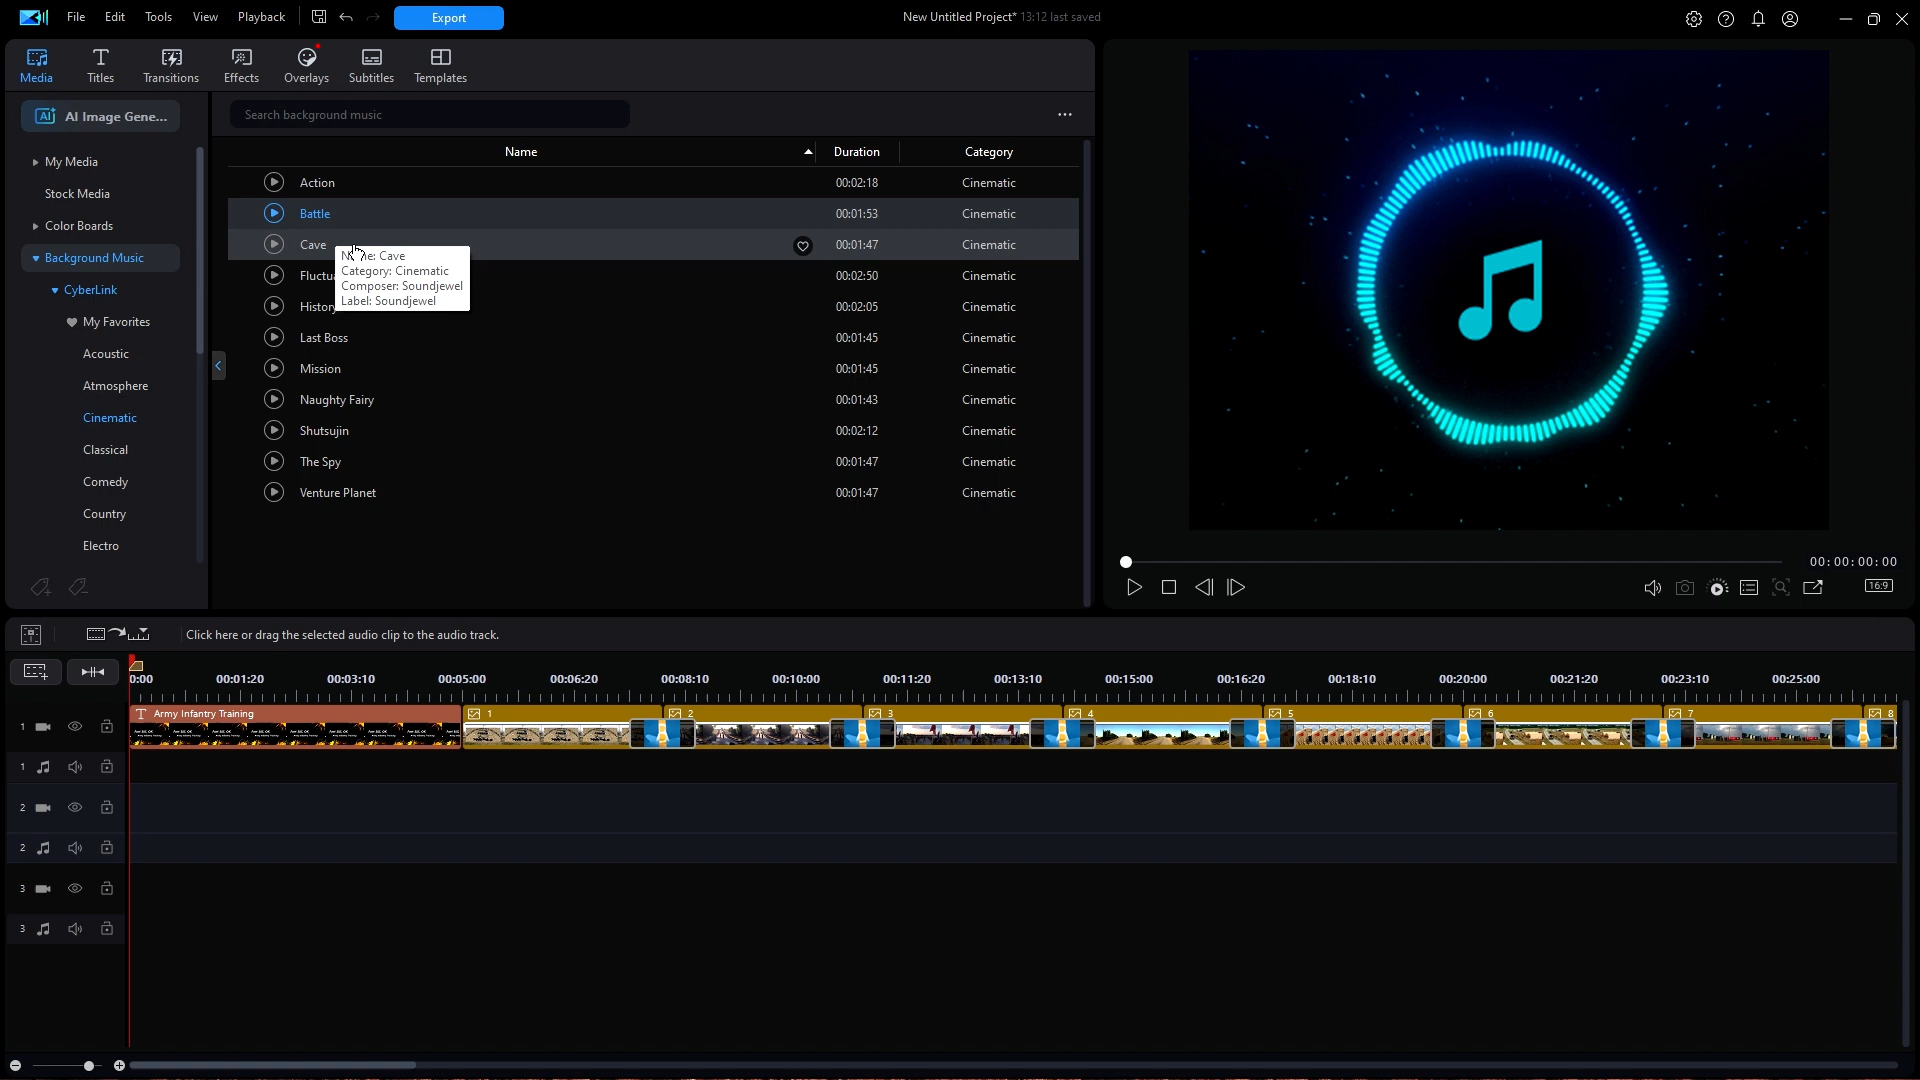 File Edit Tools View Playback Export New Untitled Project* 13:12 last saved
Media Titles Transitions Effects Overlays Subtitles Templates
AI AI Image Gene...
Search background music
My Media
Stock Media
Color Boards
Background Music
CyberLink
My Favorites
Acoustic
Atmosphere
Cinematic
Classical
Comedy
Country
Electro
Name Duration Category
Action 00:02:18 Cinematic
Battle 00:01:53 Cinematic
Cave 00:01:47 Cinematic
00:02:50 Cinematic
00:02:05 Cinematic
Last Boss 00:01:45 Cinematic
Mission 00:01:45 Cinematic
Naughty Fairy 00:01:43 Cinematic
Shutsujin 00:02:12 Cinematic
The Spy 00:01:47 Cinematic
Venture Planet 00:01:47 Cinematic
Cave
Category: Cinematic
Composer: Soundjewel
Label: Soundjewel
00:00:00:00
16:9
Click here or drag the selected audio clip to the audio track.
0:00 00:01:20 00:03:10 00:05:00 00:06:20 00:08:10 00:10:00 00:11:20 00:13:10 00:15:00 00:16:20 00:18:10 00:20:00 00:21:20 00:23:10 00:25:00
T Army Infantry Training 1 2 3 4 5 6 7 8
1
1
2
2
3
3